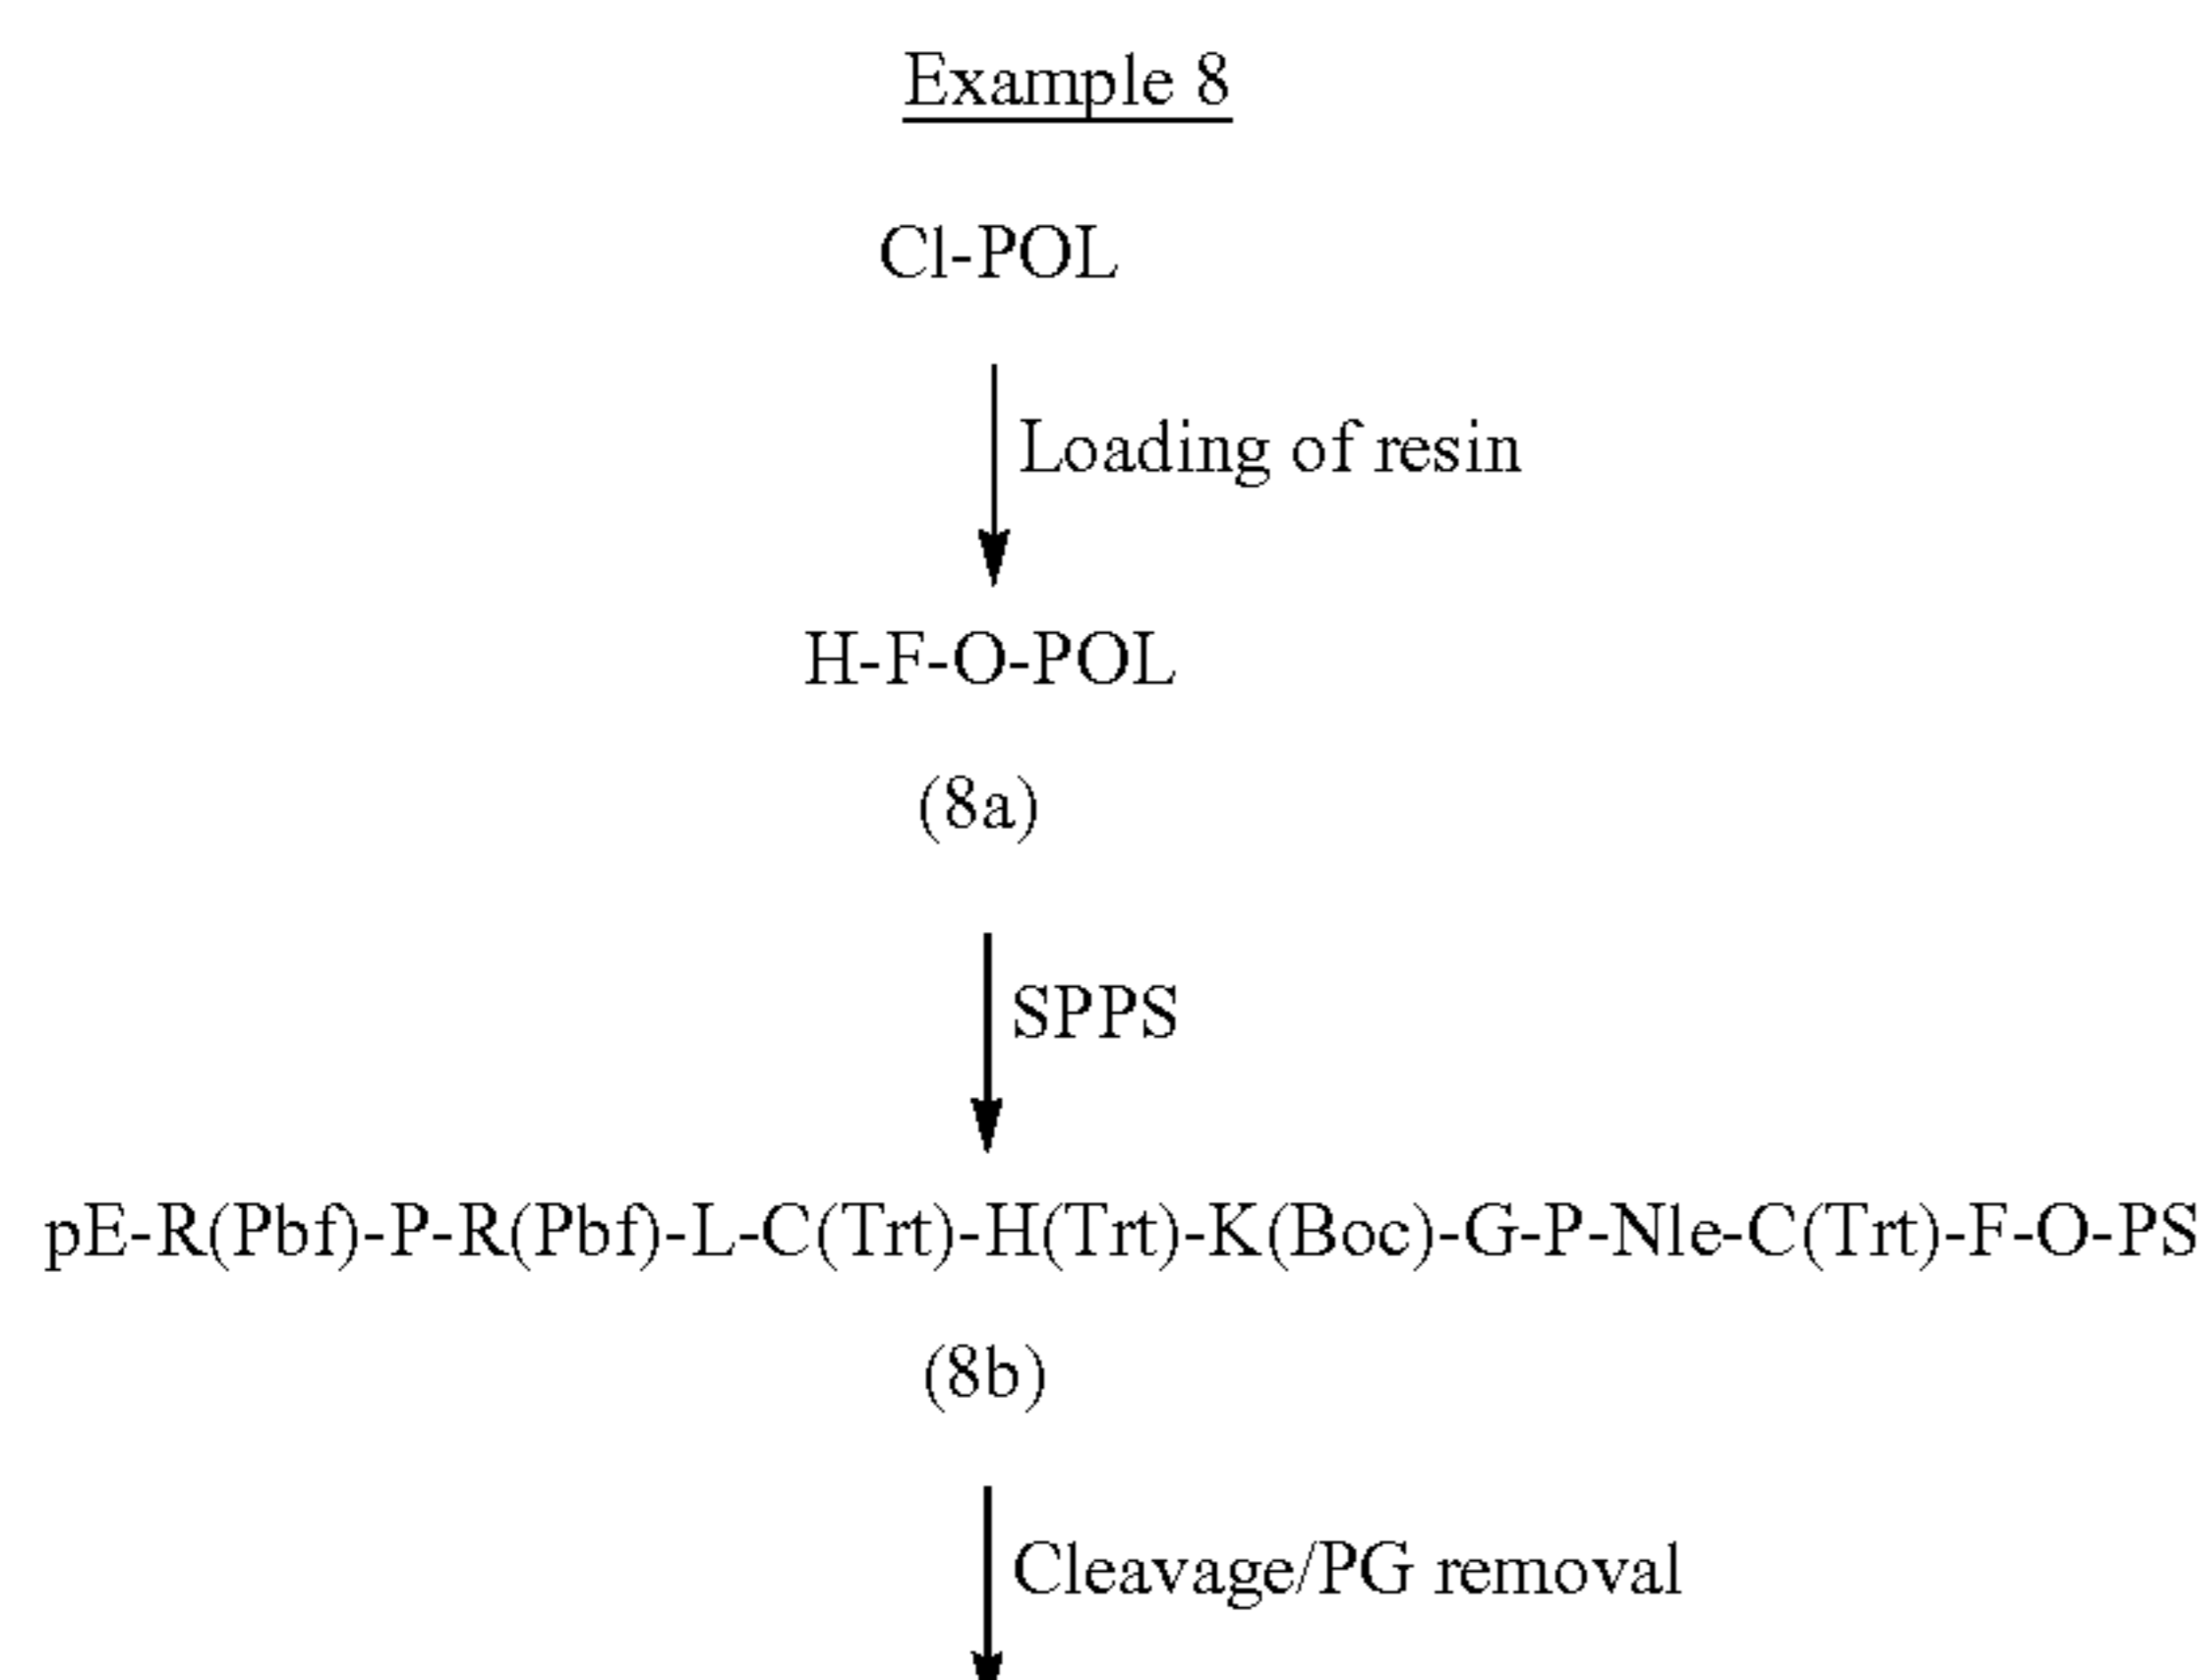 Example 8
Cl-POL
Loading of resin
H-F-O-POL
(8a)
SPPS
pE-R(Pbf)-P-R(Pbf)-L-C(Trt)-H(Trt)-K(Boc)-G-P-Nle-C(Trt)-F-O-PS
(8b)
Cleavage/PG removal